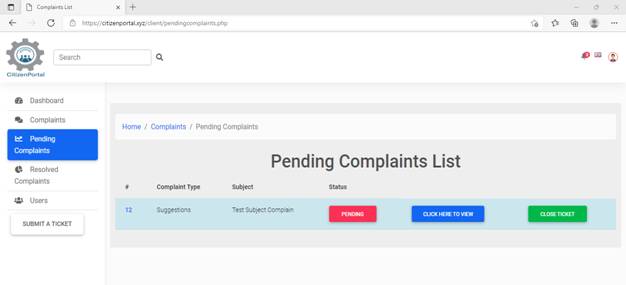 Complaints List
https://citizenportal.xyz/client/pendingcomplaints.php
CitizenPortal
Search
Dashboard
Complaints
Pending
Complaints
Resolved
Complaints
Users
SUBMIT A TICKET
Home / Complaints / Pending Complaints
Pending Complaints List
# Complaint Type Subject Status
12 Suggestions Test Subject Complain PENDING CLICK HERE TO VIEW CLOSE TICKET